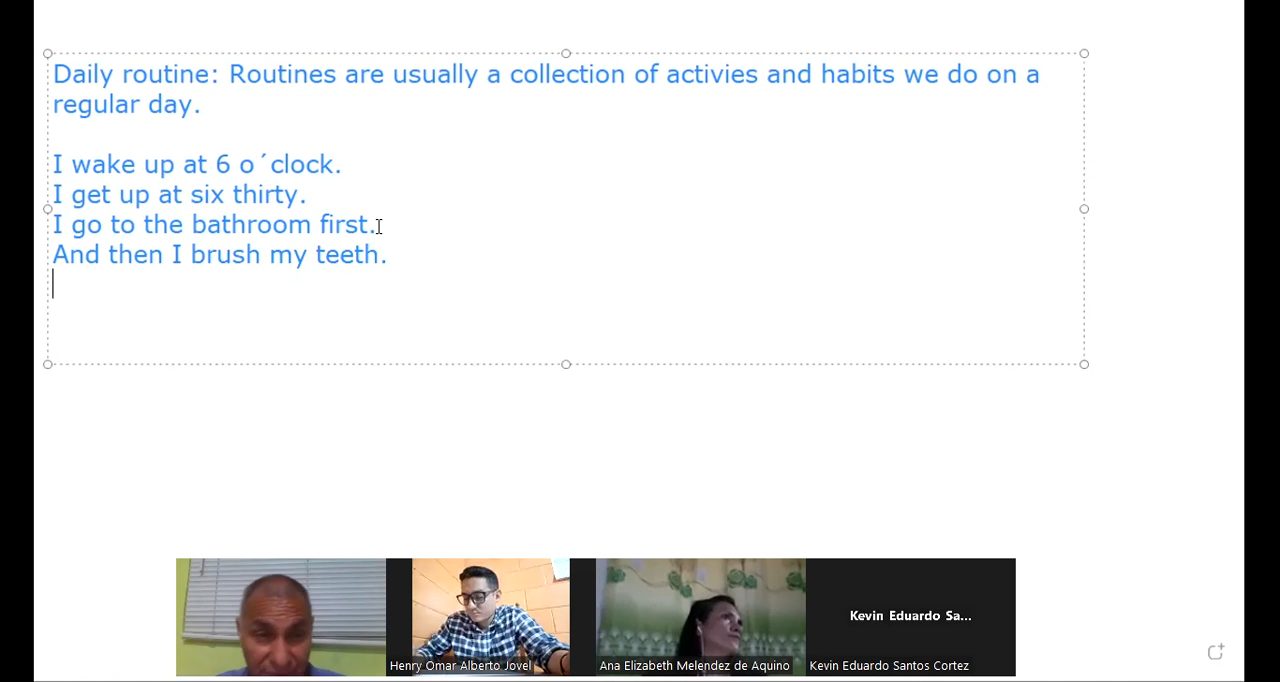 Daily routine: Routines are usually a collection of activies and habits we do on a
regular day.
I wake up at 6 o´clock.
I get up at six thirty.
I go to the bathroom first.
And then I brush my teeth.
Kevin Eduardo Sa...
Henry Omar Alberto Jovel
Ana Elizabeth Melendez de Aquino
Kevin Eduardo Santos Cortez